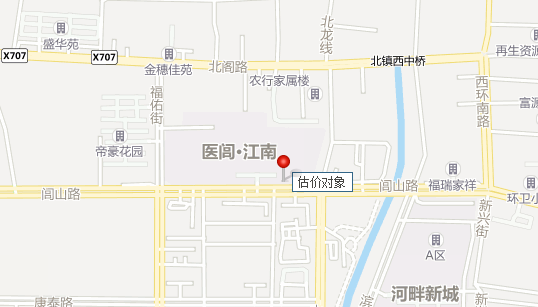 盛华苑
X707
X707
金穗佳苑
北阁路
北龙线
北镇西中桥
再生资源
农行家属楼
西环南路
富源
福佑街
帝豪花园
医闾·江南
估价对象
闾山路
闾山路
福瑞家祥
环卫小
新兴街
A区
河畔新城
康泰路
滨